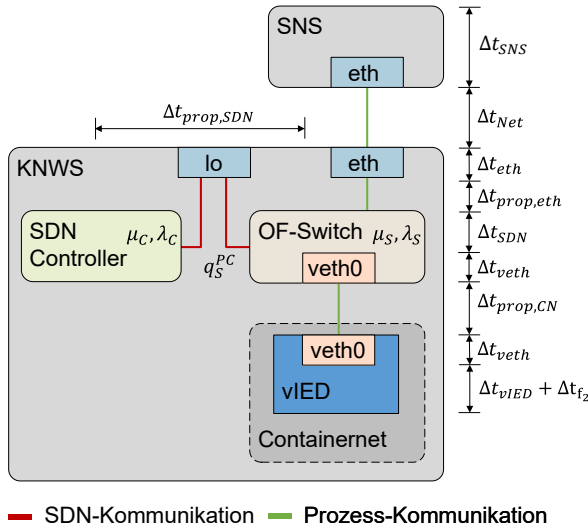 SNS
eth
Δt_SNS
Δt_prop,SDN
Δt_Net
KNWS
lo
eth
Δt_eth
Δt_prop,eth
SDN
Controller
μ_C, λ_C
q_S^PC
OF-Switch
μ_S, λ_S
veth0
Δt_SDN
Δt_veth
Δt_prop,CN
veth0
vIED
Δt_veth
Δt_vIED + Δt_f2
Containernet
SDN-Kommunikation
Prozess-Kommunikation